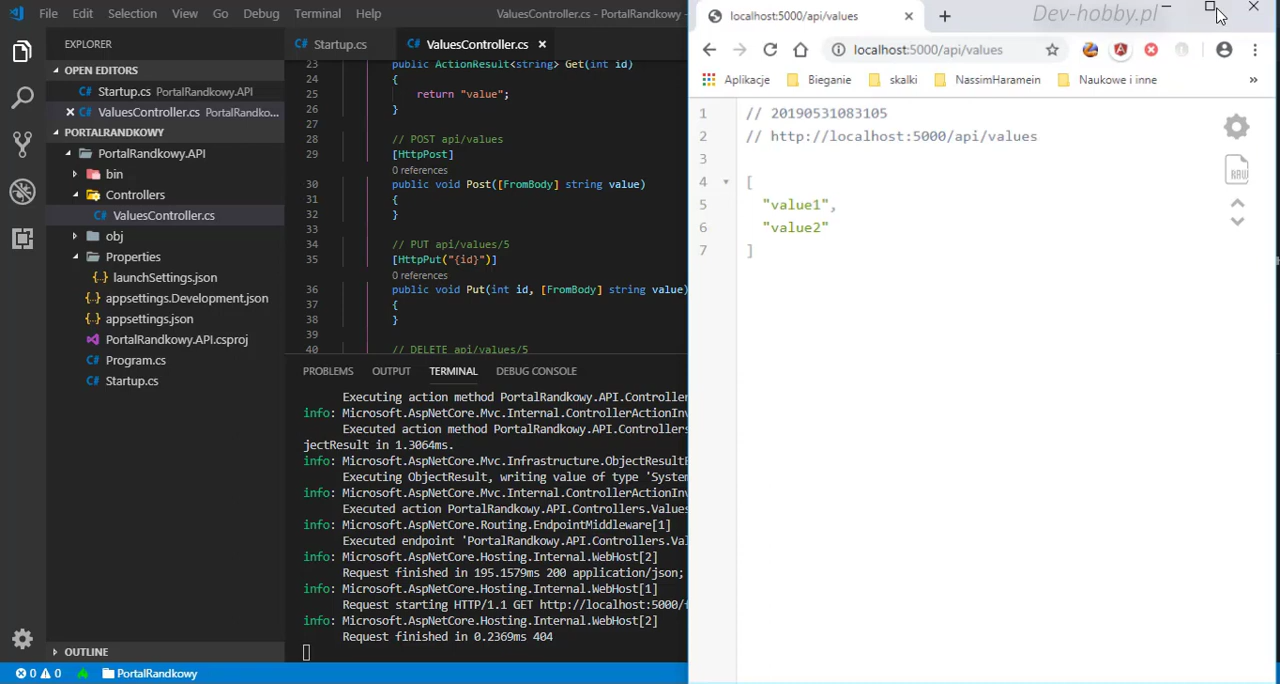 File Edit Selection View Go Debug Terminal Help
ValuesController.cs - PortalRandkowy -
EXPLORER
OPEN EDITORS
Startup.cs PortalRandkowy.API
ValuesController.cs PortalRandko...
PORTALRANDKOWY
PortalRandkowy.API
bin
Controllers
ValuesController.cs
obj
Properties
launchSettings.json
appsettings.Development.json
appsettings.json
PortalRandkowy.API.csproj
Program.cs
Startup.cs
OUTLINE
0 0 PortalRandkowy
Startup.cs ValuesController.cs
23 public ActionResult<string> Get(int id)
24 {
25 return "value";
26 }
27
28 // POST api/values
29 [HttpPost]
0 references
30 public void Post([FromBody] string value)
31 {
32 }
33
34 // PUT api/values/5
35 [HttpPut("{id}")]
0 references
36 public void Put(int id, [FromBody] string value)
37 {
38 }
39
40 // DELETE api/values/5
PROBLEMS OUTPUT TERMINAL DEBUG CONSOLE
Executing action method PortalRandkowy.API.Controller
info: Microsoft.AspNetCore.Mvc.Internal.ControllerActionInv
Executed action method PortalRandkowy.API.Controllers
jectResult in 1.3064ms.
info: Microsoft.AspNetCore.Mvc.Infrastructure.ObjectResultE
Executing ObjectResult, writing value of type 'System
info: Microsoft.AspNetCore.Mvc.Internal.ControllerActionInv
Executed action PortalRandkowy.API.Controllers.Values
info: Microsoft.AspNetCore.Routing.EndpointMiddleware[1]
Executed endpoint 'PortalRandkowy.API.Controllers.Val
info: Microsoft.AspNetCore.Hosting.Internal.WebHost[2]
Request finished in 195.1579ms 200 application/json;
info: Microsoft.AspNetCore.Hosting.Internal.WebHost[1]
Request starting HTTP/1.1 GET http://localhost:5000/f
info: Microsoft.AspNetCore.Hosting.Internal.WebHost[2]
Request finished in 0.2369ms 404
localhost:5000/api/values
Dev-hobby.pl
localhost:5000/api/values
Aplikacje Bieganie skalki NassimHaramein Naukowe i inne »
1 // 20190531083105
2 // http://localhost:5000/api/values
3
4 [
5 "value1",
6 "value2"
7 ]
RAW